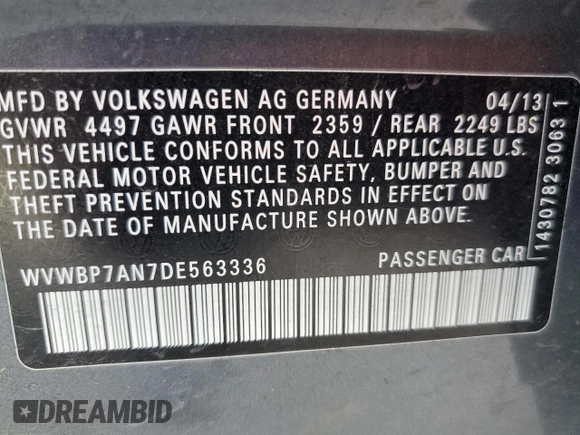 MFD BY VOLKSWAGEN AG GERMANY 04/13
GVWR 4497 GAWR FRONT 2359 / REAR 2249 LBS
THIS VEHICLE CONFORMS TO ALL APPLICABLE U.S.
FEDERAL MOTOR VEHICLE SAFETY, BUMPER AND
THEFT PREVENTION STANDARDS IN EFFECT ON
THE DATE OF MANUFACTURE SHOWN ABOVE.
WVWBP7AN7DE563336 PASSENGER CAR
1430782 3063 1
DREAMBID